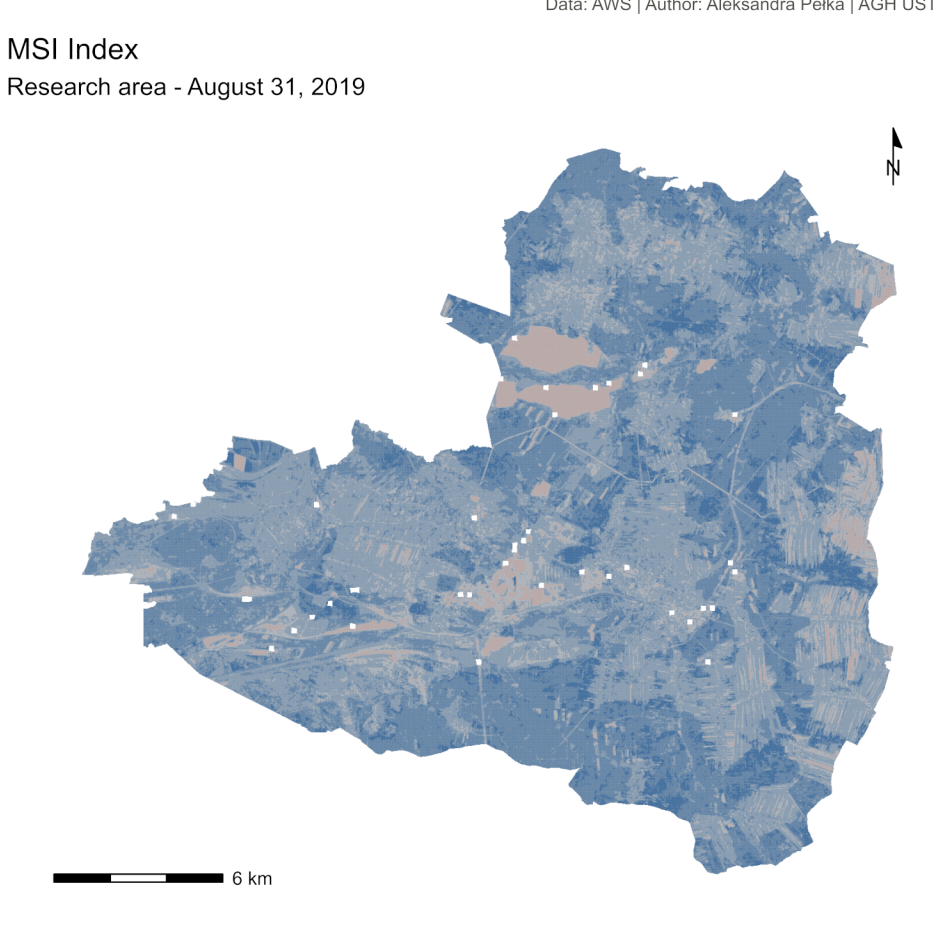 Data: AWS | Author: Aleksandra Pełka | AGH UST
MSI Index
Research area - August 31, 2019
N
6 km